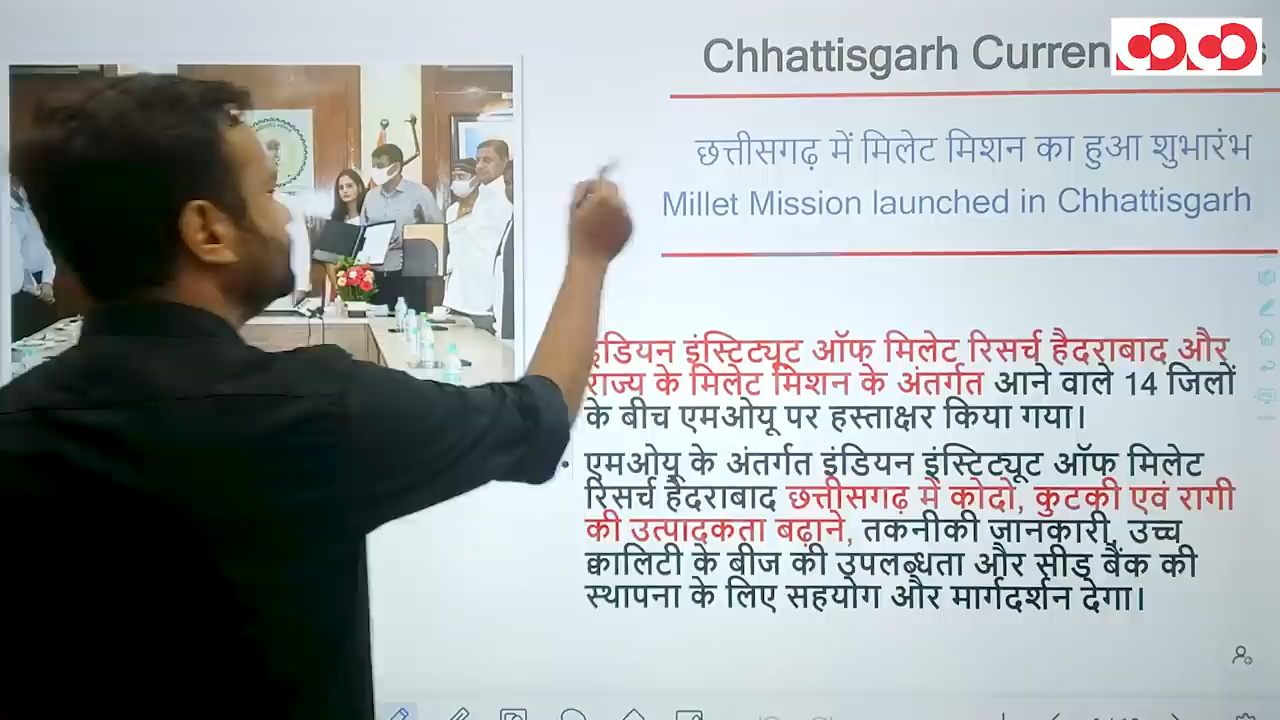 Chhattisgarh
छत्तीसगढ़ में मिलेट मिशन का हुआ शुभारंभ
Millet Mission launched in Chhattisgarh
इंडियन इंस्टिट्यूट ऑफ मिलेट रिसर्च हैदराबाद और
राज्य के मिलेट मिशन के अंतर्गत आने वाले 14 जिलों
के बीच एमओयू पर हस्ताक्षर किया गया।
• एमओयू के अंतर्गत इंडियन इंस्टिट्यूट ऑफ मिलेट
रिसर्च हैदराबाद छत्तीसगढ़ में कोदो, कुटकी एवं रागी
की उत्पादकता बढ़ाने, तकनीकी जानकारी, उच्च
क्वालिटी के बीज की उपलब्धता और सीड बैंक की
स्थापना के लिए सहयोग और मार्गदर्शन देगा।